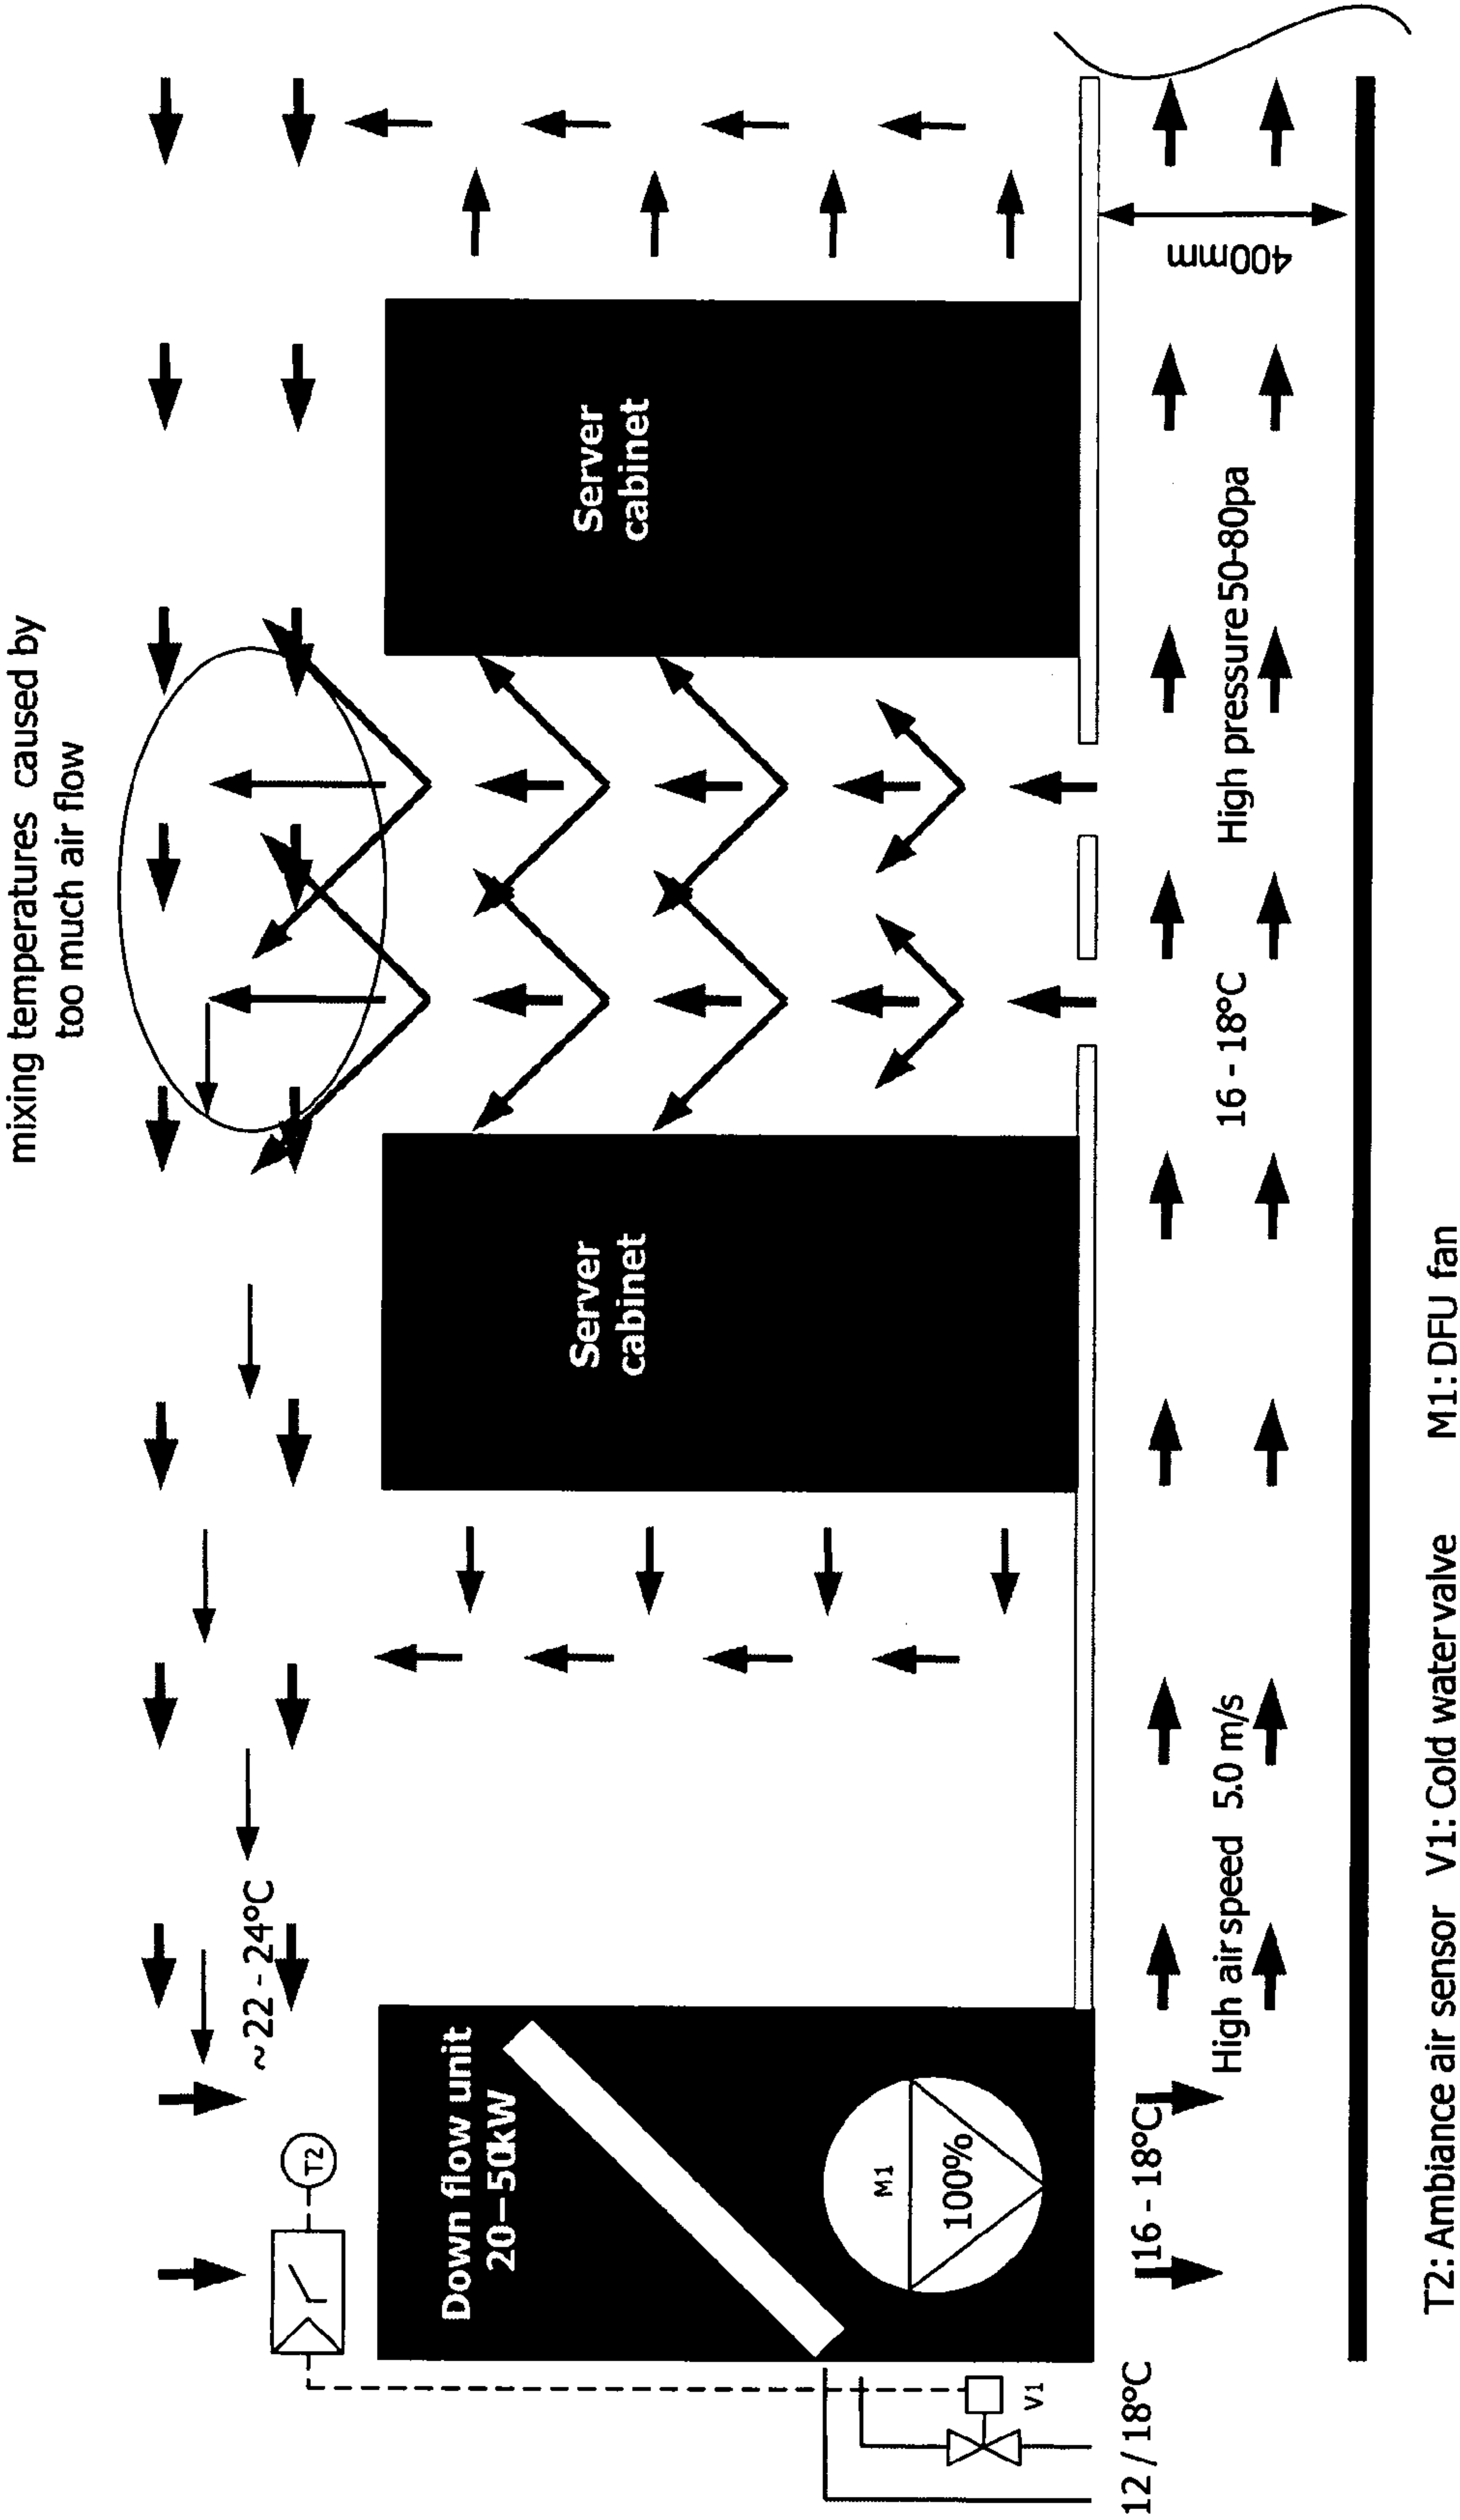 mixing temperatures caused by
too much air flow
T2
~ 22 - 24°C
Down flow unit
20-50kW
Server
cabinet
Server
cabinet
M1
100%
V1
12 / 18°C
16 - 18°C
High air speed 5.0 m/s
16 - 18°C
High pressure 50-80pa
400mm
T2: Ambiance air sensor V1: Cold water valve M1: DFU fan